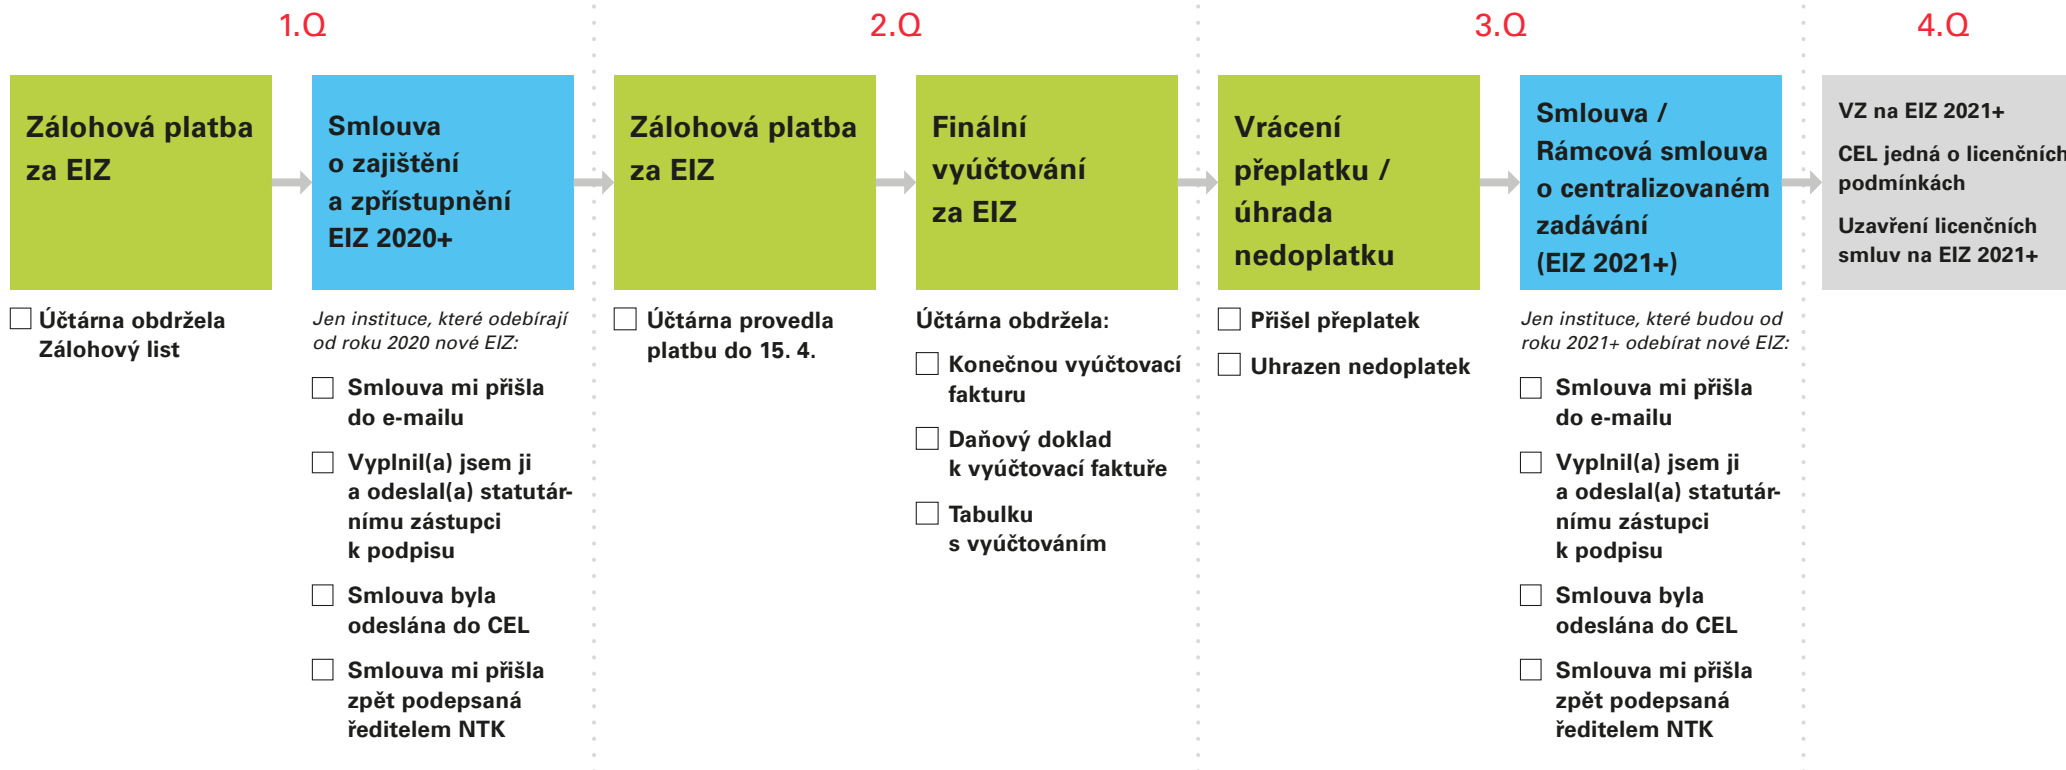 1.Q
2.Q
3.Q
4.Q
Zálohová platba
za EIZ
Účtárna obdržela
Zálohový list
Smlouva
o zajištění
a zpřístupnění
EIZ 2020+
Jen instituce, které odebírají
od roku 2020 nové EIZ:
Smlouva mi přišla
do e-mailu
Vyplnil(a) jsem ji
a odeslal(a) statutár-
nímu zástupci
k podpisu
Smlouva byla
odeslána do CEL
Smlouva mi přišla
zpět podepsaná
ředitelem NTK
Zálohová platba
za EIZ
Účtárna provedla
platbu do 15. 4.
Finální
vyúčtování
za EIZ
Účtárna obdržela:
Konečnou vyúčtovací
fakturu
Daňový doklad
k vyúčtovací faktuře
Tabulku
s vyúčtováním
Vrácení
přeplatku /
úhrada
nedoplatku
Přišel přeplatek
Uhrazen nedoplatek
Smlouva /
Rámcová smlouva
o centralizovaném
zadávání
(EIZ 2021+)
Jen instituce, které budou od
roku 2021+ odebírat nové EIZ:
Smlouva mi přišla
do e-mailu
Vyplnil(a) jsem ji
a odeslal(a) statutár-
nímu zástupci
k podpisu
Smlouva byla
odeslána do CEL
Smlouva mi přišla
zpět podepsaná
ředitelem NTK
VZ na EIZ 2021+
CEL jedná o licenčních
podmínkách
Uzavření licenčních
smluv na EIZ 2021+